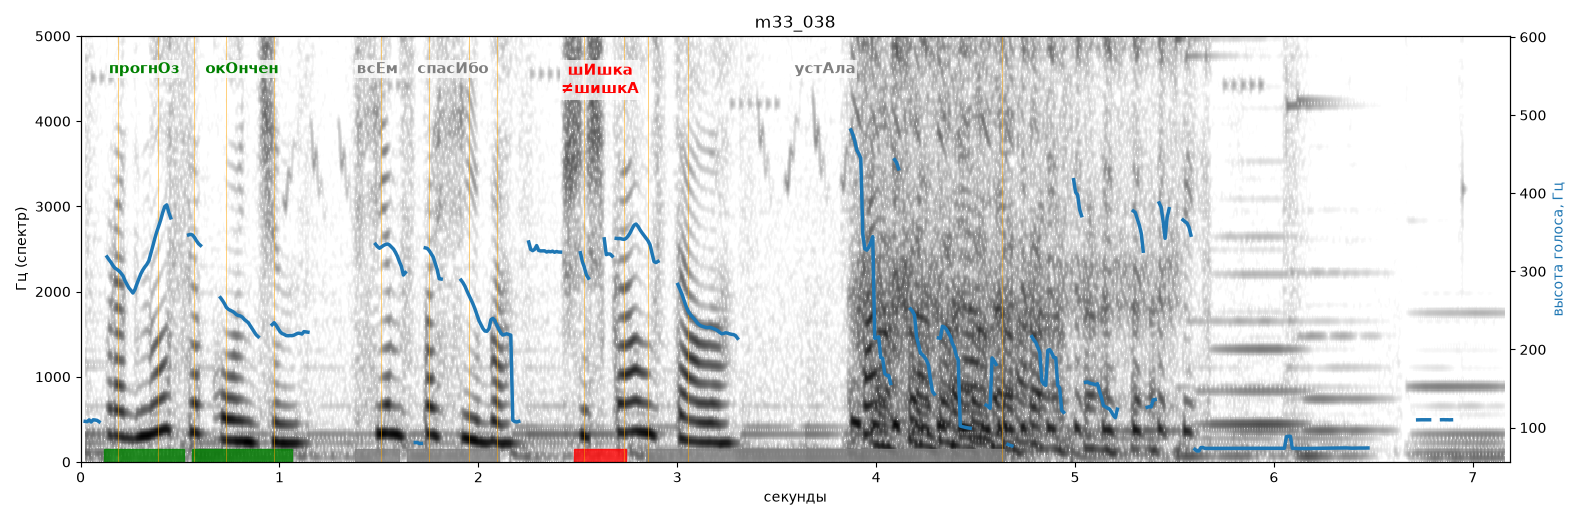 m33_038
прогнОз окОнчен всЕм спасИбо шИшка устАла
≠шишкА
Гц (спектр)
5000
4000
3000
2000
1000
0
0 1 2 3 4 5 6 7
секунды
600
500
400
300
200
100
высота голоса, Гц